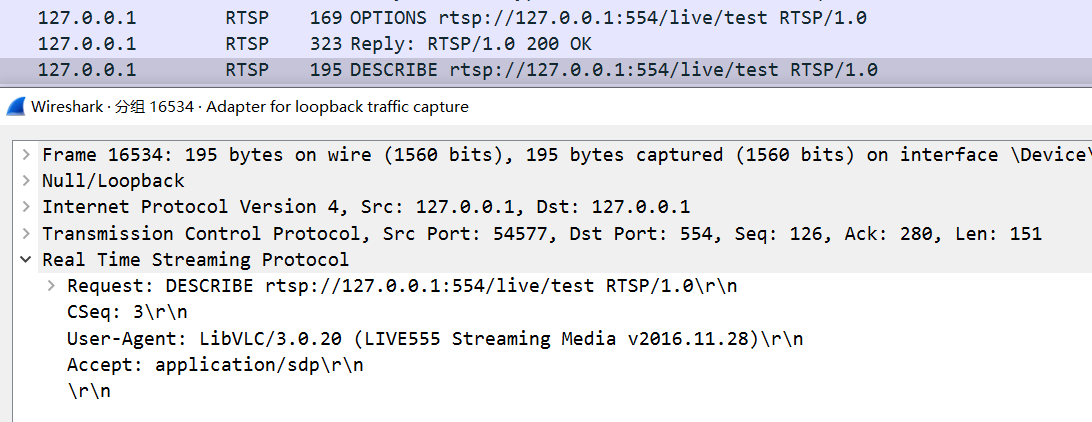 127.0.0.1 RTSP 169 OPTIONS rtsp://127.0.0.1:554/live/test RTSP/1.0
127.0.0.1 RTSP 323 Reply: RTSP/1.0 200 OK
127.0.0.1 RTSP 195 DESCRIBE rtsp://127.0.0.1:554/live/test RTSP/1.0
Wireshark · 分组 16534 · Adapter for loopback traffic capture
Frame 16534: 195 bytes on wire (1560 bits), 195 bytes captured (1560 bits) on interface \Device\
Null/Loopback
Internet Protocol Version 4, Src: 127.0.0.1, Dst: 127.0.0.1
Transmission Control Protocol, Src Port: 54577, Dst Port: 554, Seq: 126, Ack: 280, Len: 151
Real Time Streaming Protocol
Request: DESCRIBE rtsp://127.0.0.1:554/live/test RTSP/1.0\r\n
CSeq: 3\r\n
User-Agent: LibVLC/3.0.20 (LIVE555 Streaming Media v2016.11.28)\r\n
Accept: application/sdp\r\n
\r\n